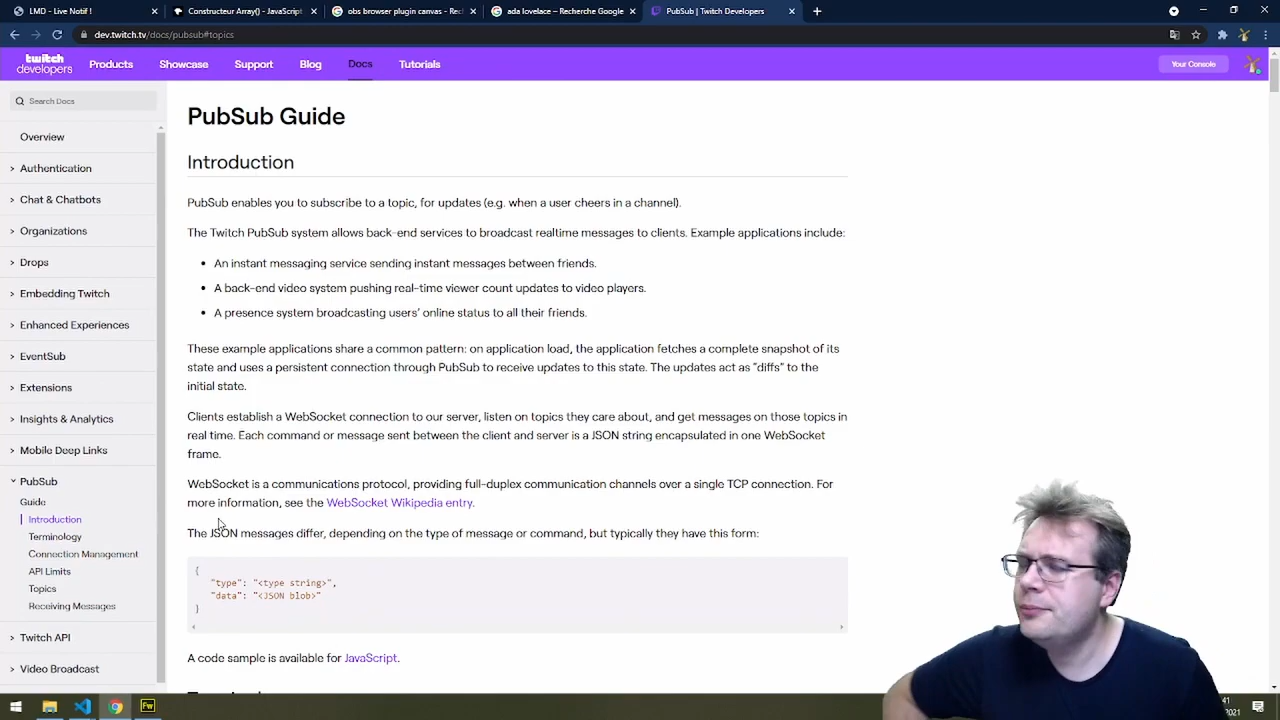 LMD - Live Notif !
Constructeur Array() - JavaScript
obs browser plugin canvas - Rec
ada lovelace – Recherche Google
PubSub | Twitch Developers
dev.twitch.tv/docs/pubsub#topics
twitch
developers
Products
Showcase
Support
Blog
Docs
Tutorials
Your Console
Search Docs
Overview
Authentication
Chat & Chatbots
Organizations
Drops
Embedding Twitch
Enhanced Experiences
EventSub
Extensions
Insights & Analytics
Mobile Deep Links
PubSub
Guide
Introduction
Terminology
Connection Management
API Limits
Topics
Receiving Messages
Twitch API
Video Broadcast
PubSub Guide
Introduction
PubSub enables you to subscribe to a topic, for updates (e.g. when a user cheers in a channel).
The Twitch PubSub system allows back-end services to broadcast realtime messages to clients. Example applications include:
• An instant messaging service sending instant messages between friends.
• A back-end video system pushing real-time viewer count updates to video players.
• A presence system broadcasting users’ online status to all their friends.
These example applications share a common pattern: on application load, the application fetches a complete snapshot of its
state and uses a persistent connection through PubSub to receive updates to this state. The updates act as “diffs” to the
initial state.
Clients establish a WebSocket connection to our server, listen on topics they care about, and get messages on those topics in
real time. Each command or message sent between the client and server is a JSON string encapsulated in one WebSocket
frame.
WebSocket is a communications protocol, providing full-duplex communication channels over a single TCP connection. For
more information, see the WebSocket Wikipedia entry.
The JSON messages differ, depending on the type of message or command, but typically they have this form:
{
"type": "<type string>",
"data": "<JSON blob>"
}
A code sample is available for JavaScript.
Fw
41
2021